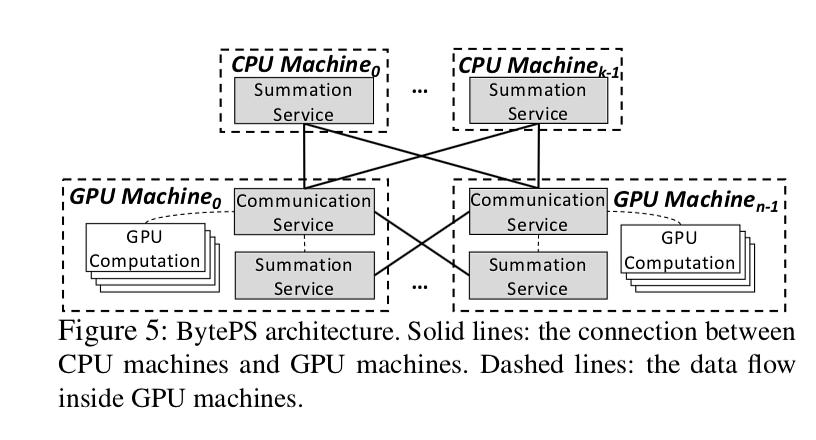 CPU Machine0
Summation
Service
...
CPU Machinek-1
Summation
Service
GPU Machine0
Communication
Service
GPU
Computation
Summation
Service
...
GPU Machinen-1
Communication
Service
GPU
Computation
Summation
Service
Figure 5: BytePS architecture. Solid lines: the connection between
CPU machines and GPU machines. Dashed lines: the data flow
inside GPU machines.